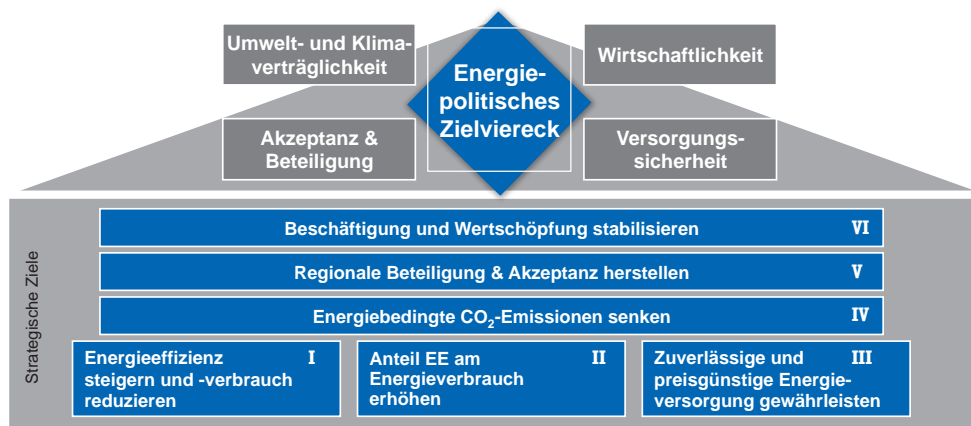 Umwelt- und Klima-
verträglichkeit
Energie-
politisches
Zielviereck
Wirtschaftlichkeit
Akzeptanz &
Beteiligung
Versorgungs-
sicherheit
Strategische Ziele
Beschäftigung und Wertschöpfung stabilisieren VI
Regionale Beteiligung & Akzeptanz herstellen V
Energiebedingte CO₂-Emissionen senken IV
Energieeffizienz I
steigern und -verbrauch
reduzieren
Anteil EE am II
Energieverbrauch
erhöhen
Zuverlässige und III
preisgünstige Energie-
versorgung gewährleisten